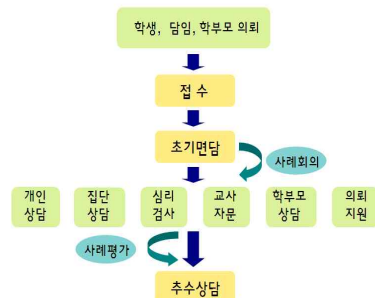 학생, 담임, 학부모 의뢰
접 수
초기면담
사례회의
개인
상담
집단
상담
심리
검사
교사
자문
학부모
상담
의뢰
지원
사례평가
추수상담